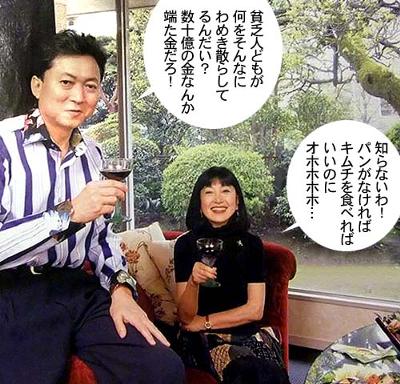 貧乏人どもが
何をそんなに
わめき散らして
るんだい？
数十億の金なんか
端た金だろ！
知らないわ！
パンがなければ
キムチを食べれば
いいのに
オホホホホ…